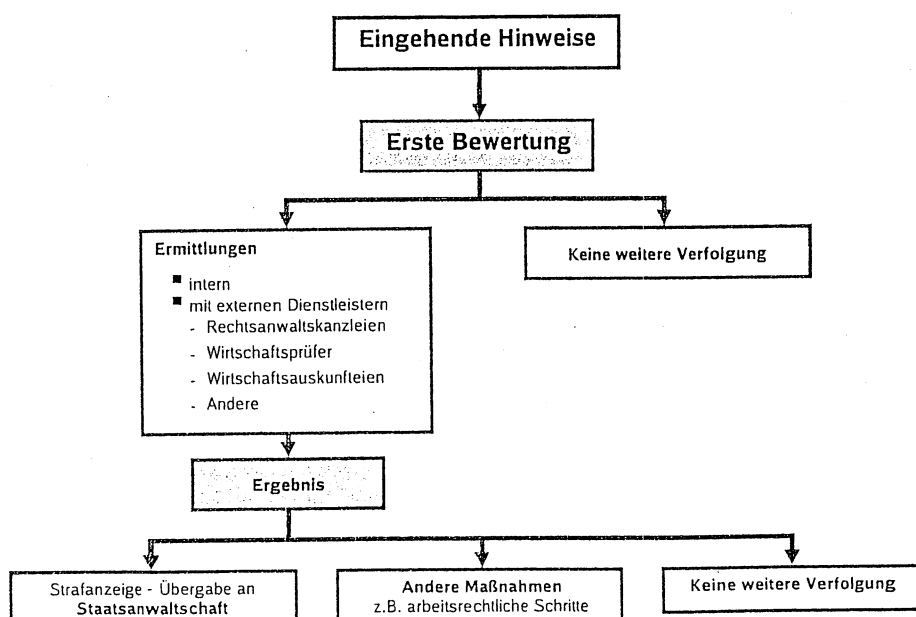 Eingehende Hinweise
Erste Bewertung
Ermittlungen
■ intern
■ mit externen Dienstleistern
- Rechtsanwaltskanzleien
- Wirtschaftsprüfer
- Wirtschaftsauskunfteien
- Andere
Keine weitere Verfolgung
Ergebnis
Strafanzeige - Übergabe an
Staatsanwaltschaft
Andere Maßnahmen
z.B. arbeitsrechtliche Schritte
Keine weitere Verfolgung